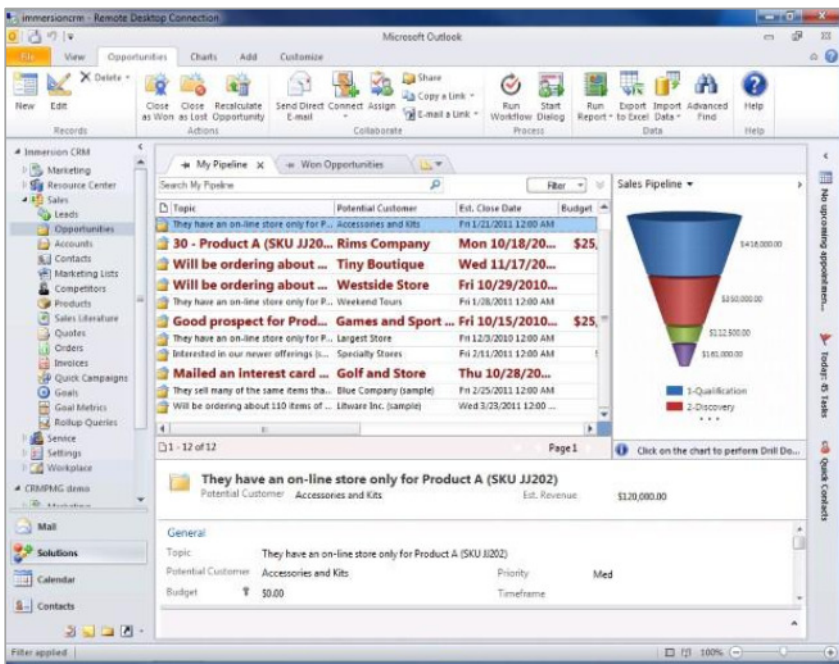 immersioncrm - Remote Desktop Connection
Microsoft Outlook
File View Opportunities Charts Add Customize
New
Edit
Delete
Close as Won
Close as Lost
Recalculate Opportunity
Send Direct E-mail
Connect
Assign
Share
Copy a Link
E-mail a Link
Run Workflow
Start Dialog
Run Report
Export to Excel
Import Data
Advanced Find
Help
Records Actions Collaborate Process Data Help
Immersion CRM
Marketing
Resource Center
Sales
Leads
Opportunities
Accounts
Contacts
Marketing Lists
Competitors
Products
Sales Literature
Quotes
Orders
Invoices
Quick Campaigns
Goals
Goal Metrics
Rollup Queries
Service
Settings
Workplace
CRMPMG demo
Marketing
Mail
Solutions
Calendar
Contacts
My Pipeline x Won Opportunities
Search My Pipeline Filter
Topic Potential Customer Est. Close Date Budget
They have an on-line store only for P... Accessories and Kits Fri 1/21/2011 12:00 AM
30 - Product A (SKU JJ20... Rims Company Mon 10/18/20... $25,
Will be ordering about ... Tiny Boutique Wed 11/17/20...
Will be ordering about ... Westside Store Fri 10/29/2010...
They have an on-line store only for P... Weekend Tours Fri 1/28/2011 12:00 AM
Good prospect for Prod... Games and Sport ... Fri 10/15/2010... $25,
They have an on-line store only for P... Largest Store Fri 12/3/2010 12:00 AM
Interested in our newer offerings (s... Specialty Stores Fri 2/11/2011 12:00 AM
Mailed an interest card ... Golf and Store Thu 10/28/20...
They sell many of the same items tha... Blue Company (sample) Fri 2/25/2011 12:00 AM
Will be ordering about 110 items of ... Litware Inc. (sample) Wed 3/23/2011 12:00 ...
1 - 12 of 12 Page 1
Sales Pipeline
$416,000.00
$350,000.00
$112,500.00
$161,000.00
1-Qualification
2-Discovery
Click on the chart to perform Drill Do...
No upcoming appointmen...
Today: 45 Tasks
Quick Contacts
They have an on-line store only for Product A (SKU JJ202)
Potential Customer Accessories and Kits Est. Revenue $120,000.00
General
Topic They have an on-line store only for Product A (SKU JJ202)
Potential Customer Accessories and Kits Priority Med
Budget $0.00 Timeframe
Filter applied 100%